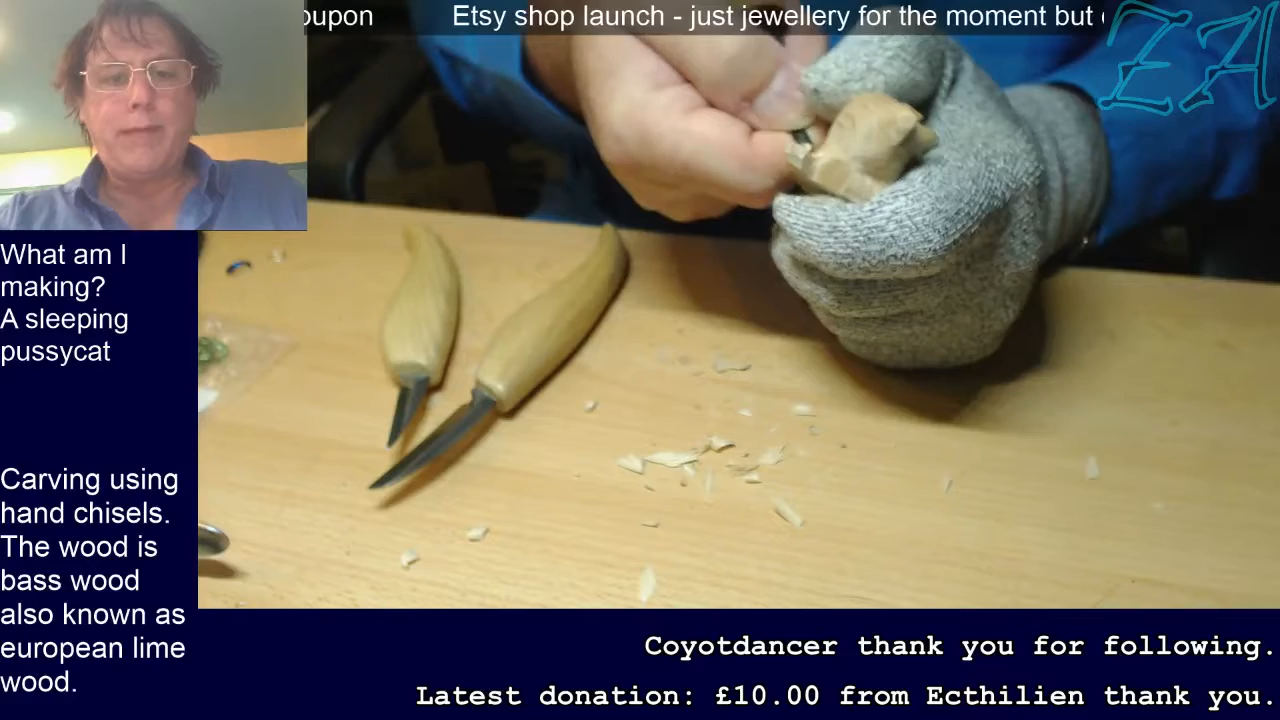 oupon Etsy shop launch - just jewellery for the moment but
ZA
What am I
making?
A sleeping
pussycat
Carving using
hand chisels.
The wood is
bass wood
also known as
european lime
wood.
Coyotdancer thank you for following.
Latest donation: £10.00 from Ecthilien thank you.